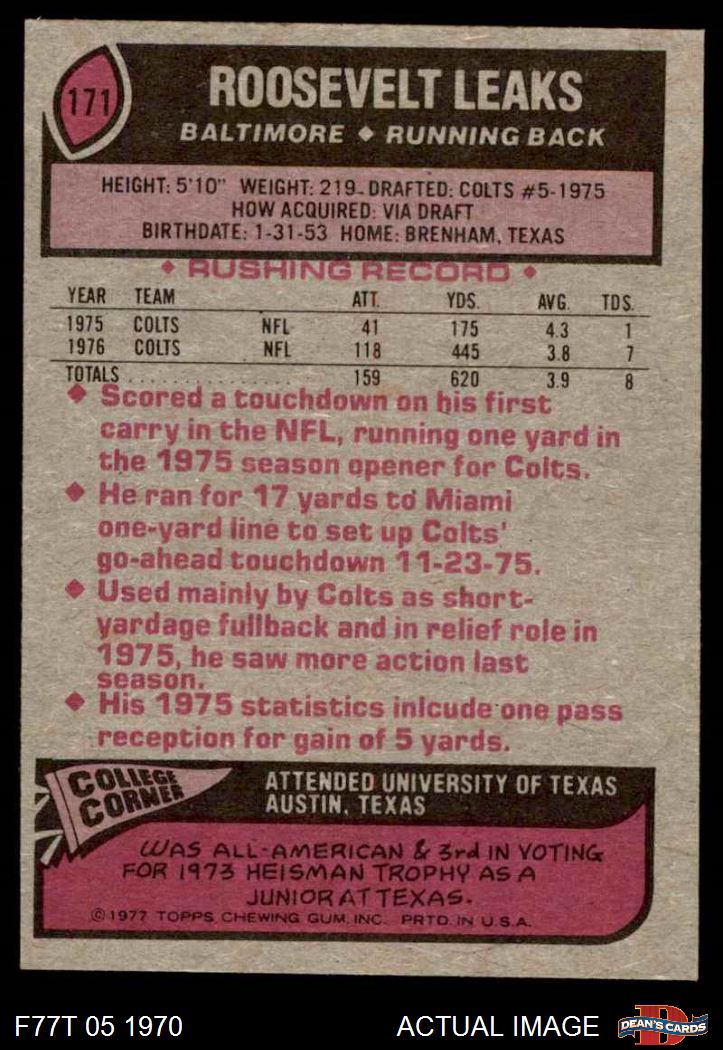 171
ROOSEVELT LEAKS
BALTIMORE ◆ RUNNING BACK
HEIGHT: 5'10" WEIGHT: 219 DRAFTED: COLTS #5-1975
HOW ACQUIRED: VIA DRAFT
BIRTHDATE: 1-31-53 HOME: BRENHAM, TEXAS
◆ RUSHING RECORD ◆
YEAR TEAM ATT. YDS. AVG. TDS.
1975 COLTS NFL 41 175 4.3 1
1976 COLTS NFL 118 445 3.8 7
TOTALS .................... 159 620 3.9 8
◆ Scored a touchdown on his first
carry in the NFL, running one yard in
the 1975 season opener for Colts.
◆ He ran for 17 yards to Miami
one-yard line to set up Colts'
go-ahead touchdown 11-23-75.
◆ Used mainly by Colts as short-
yardage fullback and in relief role in
1975, he saw more action last
season.
◆ His 1975 statistics inlcude one pass
reception for gain of 5 yards.
COLLEGE
CORNER
ATTENDED UNIVERSITY OF TEXAS
AUSTIN, TEXAS
WAS ALL-AMERICAN & 3rd IN VOTING
FOR 1973 HEISMAN TROPHY AS A
JUNIOR AT TEXAS.
© 1977 TOPPS CHEWING GUM, INC. PRTD. IN U.S.A.
F77T 05 1970 ACTUAL IMAGE
D
DEAN'S CARDS